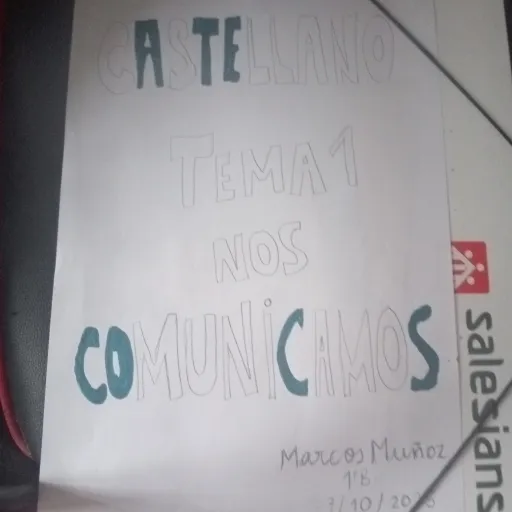 CASTELLANO
TEMA 1
NOS
COMUNiCAMOS
Marcos Muñoz
1ºB
salesians